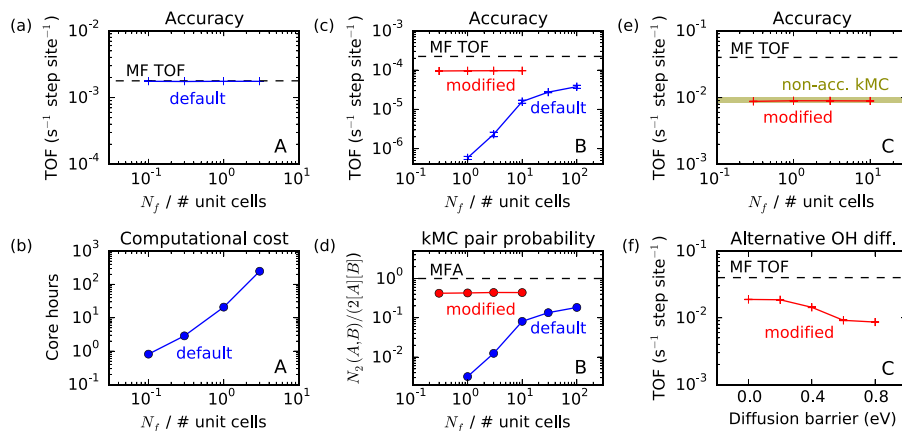 (a) Accuracy
TOF (s⁻¹ step site⁻¹)
10⁻²
10⁻³
10⁻⁴
MF TOF
default
A
10⁻² 10⁻¹ 10⁰ 10¹
N_f / # unit cells
(c) Accuracy
TOF (s⁻¹ step site⁻¹)
10⁻³
10⁻⁴
10⁻⁵
10⁻⁶
MF TOF
modified
default
B
10⁰ 10¹ 10²
N_f / # unit cells
(e) Accuracy
TOF (s⁻¹ step site⁻¹)
10⁻¹
10⁻²
10⁻³
MF TOF
non-acc. kMC
modified
C
10⁻¹ 10⁰ 10¹
N_f / # unit cells
(b) Computational cost
Core hours
10³
10²
10¹
10⁰
10⁻¹
default
A
10⁻² 10⁻¹ 10⁰ 10¹
N_f / # unit cells
(d) kMC pair probability
N₂(A,B)/(2[A][B])
10⁰
10⁻¹
10⁻²
MFA
modified
default
B
10⁰ 10¹ 10²
N_f / # unit cells
(f) Alternative OH diff.
TOF (s⁻¹ step site⁻¹)
10⁻¹
10⁻²
10⁻³
MF TOF
modified
C
0.0 0.4 0.8
Diffusion barrier (eV)